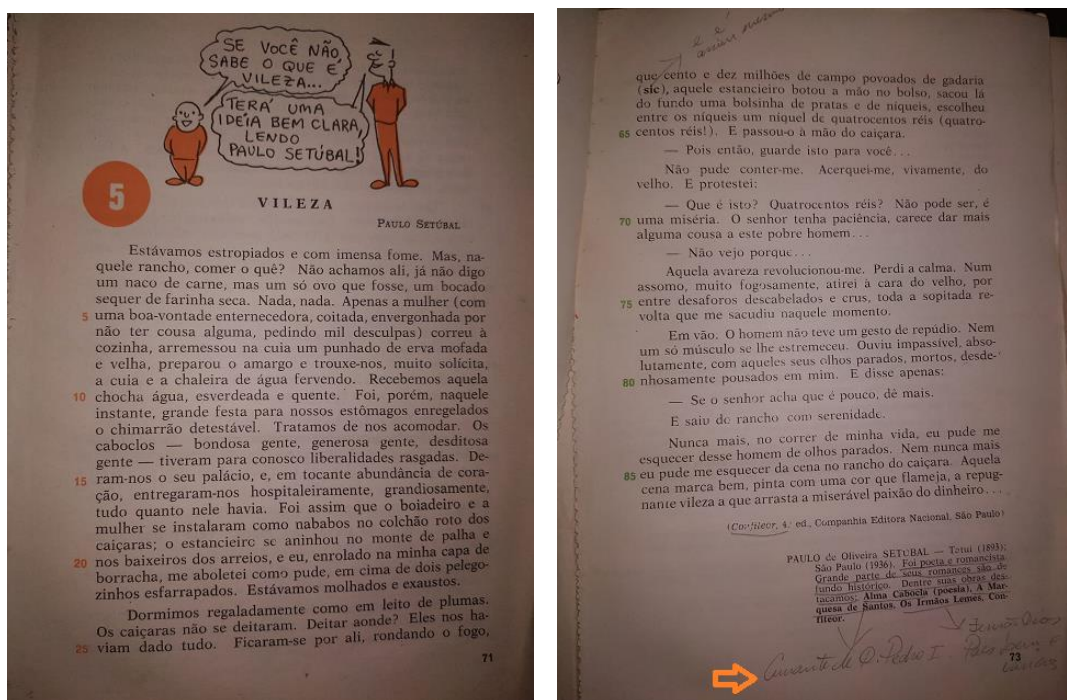 SE VOCÊ NÃO
SABE O QUE É
VILEZA...
TERÁ UMA
IDÉIA BEM CLARA,
LENDO
PAULO SETÚBAL!
5
VILEZA
PAULO SETÚBAL
Estávamos estropiados e com imensa fome. Mas, na-
quele rancho, comer o quê? Não achamos ali, já não digo
um naco de carne, mas um só ovo que fosse, um bocado
sequer de farinha seca. Nada, nada. Apenas a mulher (com
5 uma boa-vontade enternecedora, coitada, envergonhada por
não ter cousa alguma, pedindo mil desculpas) correu à
cozinha, arremessou na cuia um punhado de erva mofada
e velha, preparou o amargo e trouxe-nos, muito solícita,
a cuia e a chaleira de água fervendo. Recebemos aquela
10 chocha água, esverdeada e quente. Foi, porém, naquele
instante, grande festa para nossos estômagos enregelados
o chimarrão detestável. Tratamos de nos acomodar. Os
caboclos — bondosa gente, generosa gente, desditosa
gente — tiveram para conosco liberalidades rasgadas. De-
15 ram-nos o seu palácio, e, em tocante abundância de cora-
ção, entregaram-nos hospitaleiramente, grandiosamente,
tudo quanto nele havia. Foi assim que o boiadeiro e a
mulher se instalaram como nababos no colchão roto dos
caiçaras; o estancieiro se aninhou no monte de palha e
20 nos baixeiros dos arreios, e eu, enrolado na minha capa de
borracha, me aboletei como pude, em cima de dois pelego-
zinhos esfarrapados. Estávamos molhados e exaustos.
Dormimos regaladamente como em leito de plumas.
Os caiçaras não se deitaram. Deitar aonde? Eles nos ha-
25 viam dado tudo. Ficaram-se por ali, rondando o fogo,
71
que cento e dez milhões de campo povoados de gadaria
(sic), aquele estancieiro botou a mão no bolso, sacou lá
do fundo uma bolsinha de pratas e de níqueis, escolheu
entre os níqueis um níquel de quatrocentos réis (quatro-
65 centos réis!). E passou-o à mão do caiçara.
— Pois então, guarde isto para você...
Não pude conter-me. Acerquei-me, vivamente, do
velho. E protestei:
— Que é isto? Quatrocentos réis? Não pode ser, é
70 uma miséria. O senhor tenha paciência, carece dar mais
alguma cousa a este pobre homem...
— Não vejo porque...
Aquela avareza revolucionou-me. Perdi a calma. Num
assomo, muito fogosamente, atirei à cara do velho, por
75 entre desaforos descabelados e crus, toda a sopitada re-
volta que me sacudiu naquele momento.
Em vão. O homem não teve um gesto de repúdio. Nem
um só músculo se lhe estremeceu. Ouviu impassível, abso-
lutamente, com aqueles seus olhos parados, mortos, desde-
80 nhosamente pousados em mim. E disse apenas:
— Se o senhor acha que é pouco, dê mais.
E saiu do rancho com serenidade.
Nunca mais, no correr de minha vida, eu pude me
esquecer desse homem de olhos parados. Nem nunca mais
85 eu pude me esquecer da cena no rancho do caiçara. Aquela
cena marca bem, pinta com uma cor que flameja, a repug-
nante vileza a que arrasta a miserável paixão do dinheiro...
(Confiteor, 4.ª ed., Companhia Editora Nacional, São Paulo)
PAULO de Oliveira SETÚBAL — Tatuí (1893);
São Paulo (1936). Foi poeta e romancista.
Grande parte de seus romances são de
fundo histórico. Dentre suas obras des-
tacamos: Alma Cabocla (poesia), A Mar-
quesa de Santos, Os Irmãos Lemes, Con-
fiteor.
Amante de D. Pedro I
73